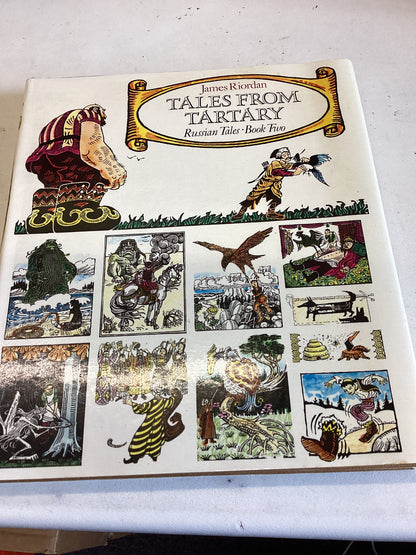 James Riordan
TALES FROM
TARTARY
Russian Tales · Book Two